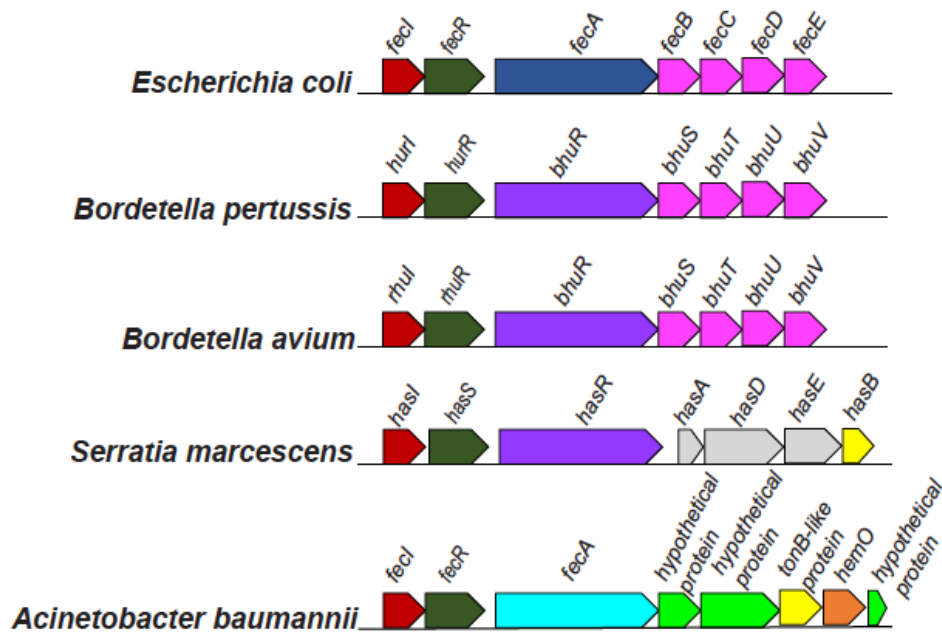 fecI fecR fecA fecB fecC fecD fecE
Escherichia coli
hurI hurR bhuR bhuS bhuT bhuU bhuV
Bordetella pertussis
rhuI rhuR bhuR bhuS bhuT bhuU bhuV
Bordetella avium
hasI hasS hasR hasA hasD hasE hasB
Serratia marcescens
fecI fecR fecA
hypothetical
protein
hypothetical
protein
tonB-like
protein
hemO
hypothetical
protein
Acinetobacter baumannii